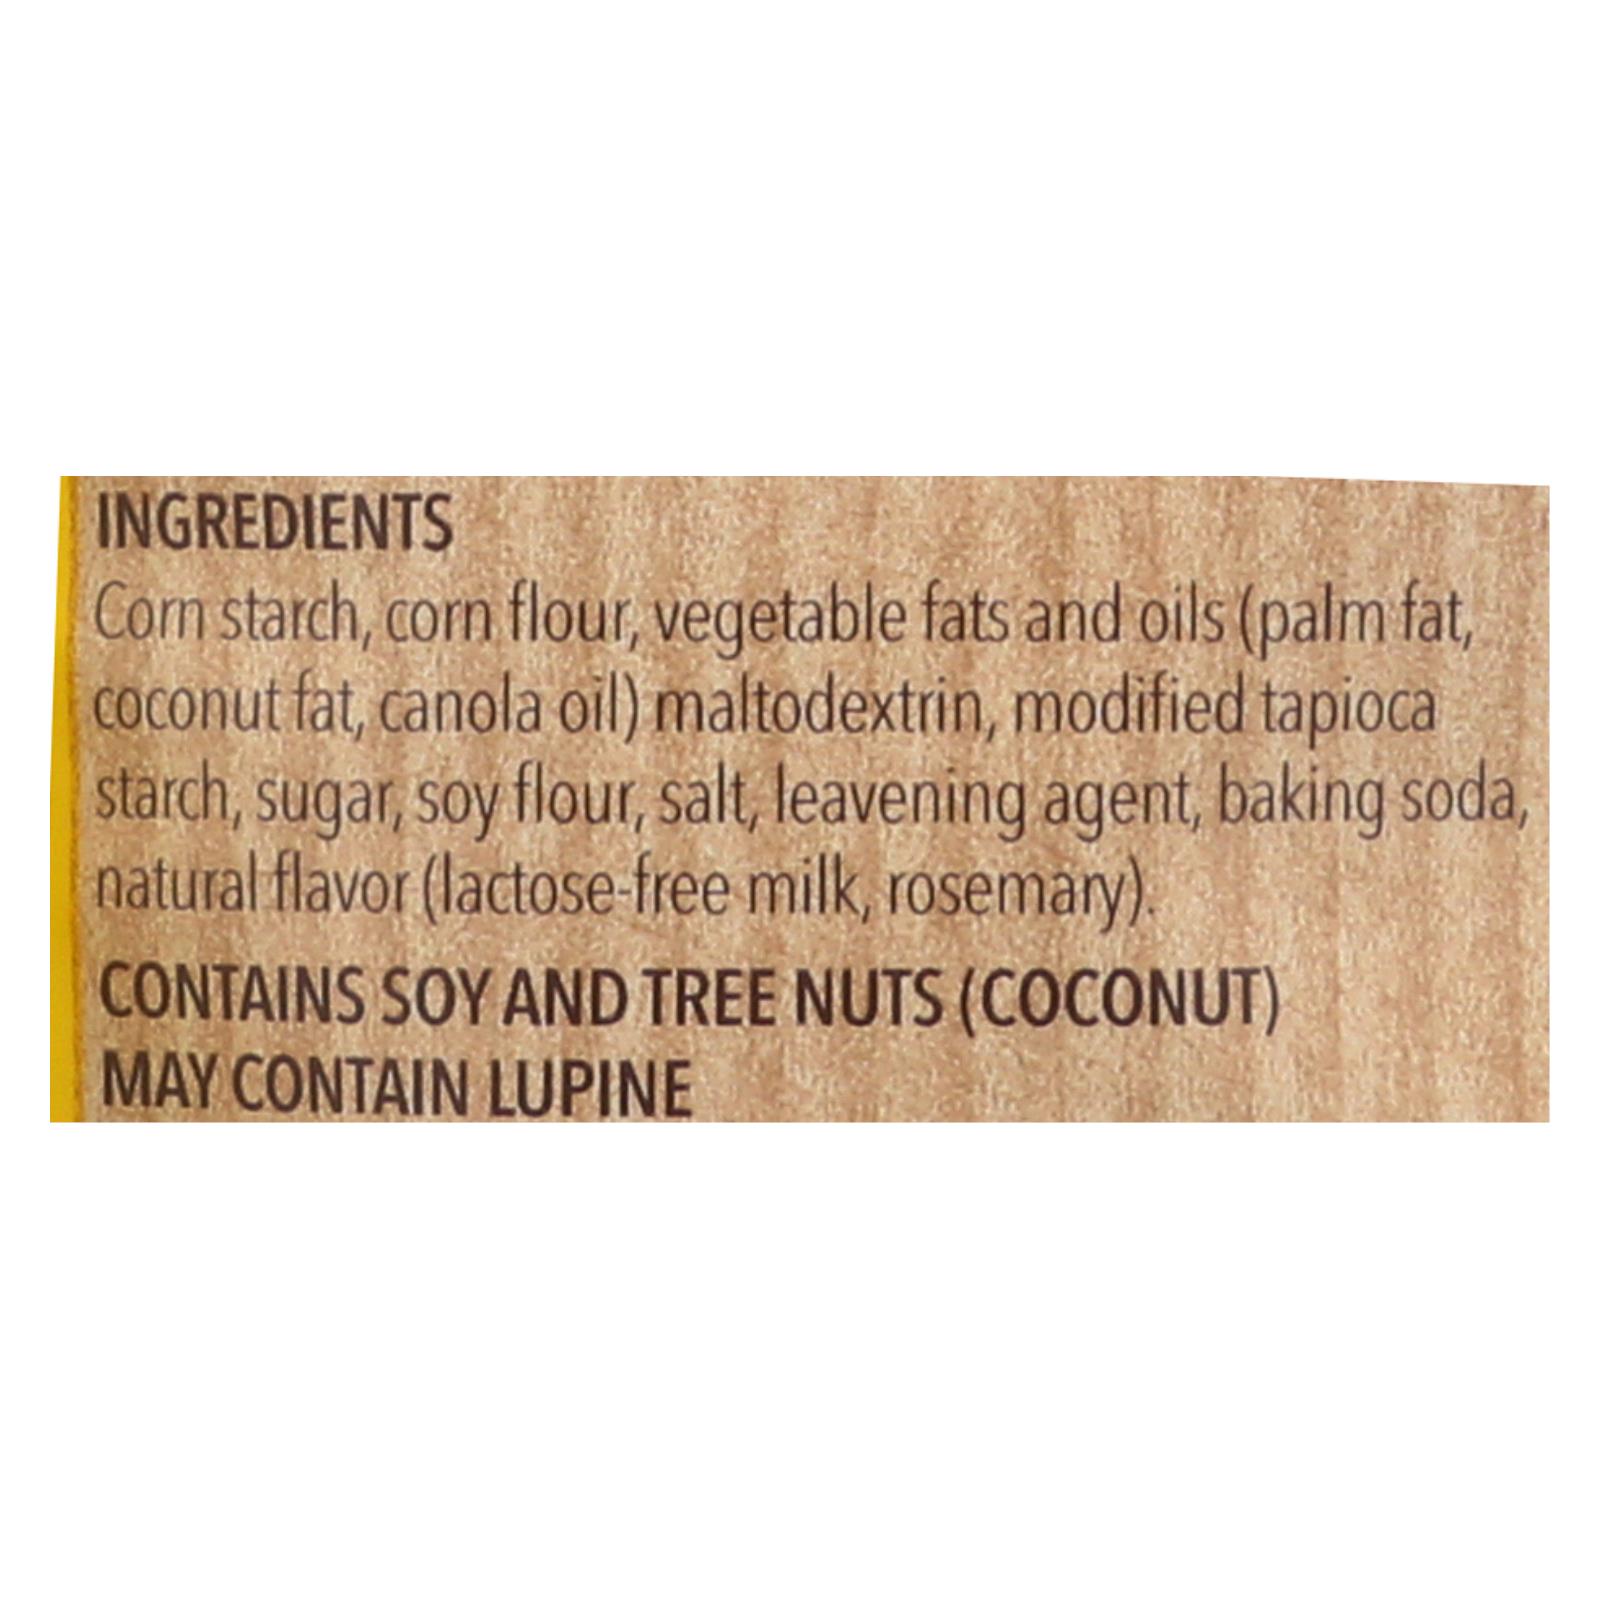 INGREDIENTS
Corn starch, corn flour, vegetable fats and oils (palm fat,
coconut fat, canola oil) maltodextrin, modified tapioca
starch, sugar, soy flour, salt, leavening agent, baking soda,
natural flavor (lactose-free milk, rosemary).
CONTAINS SOY AND TREE NUTS (COCONUT)
MAY CONTAIN LUPINE